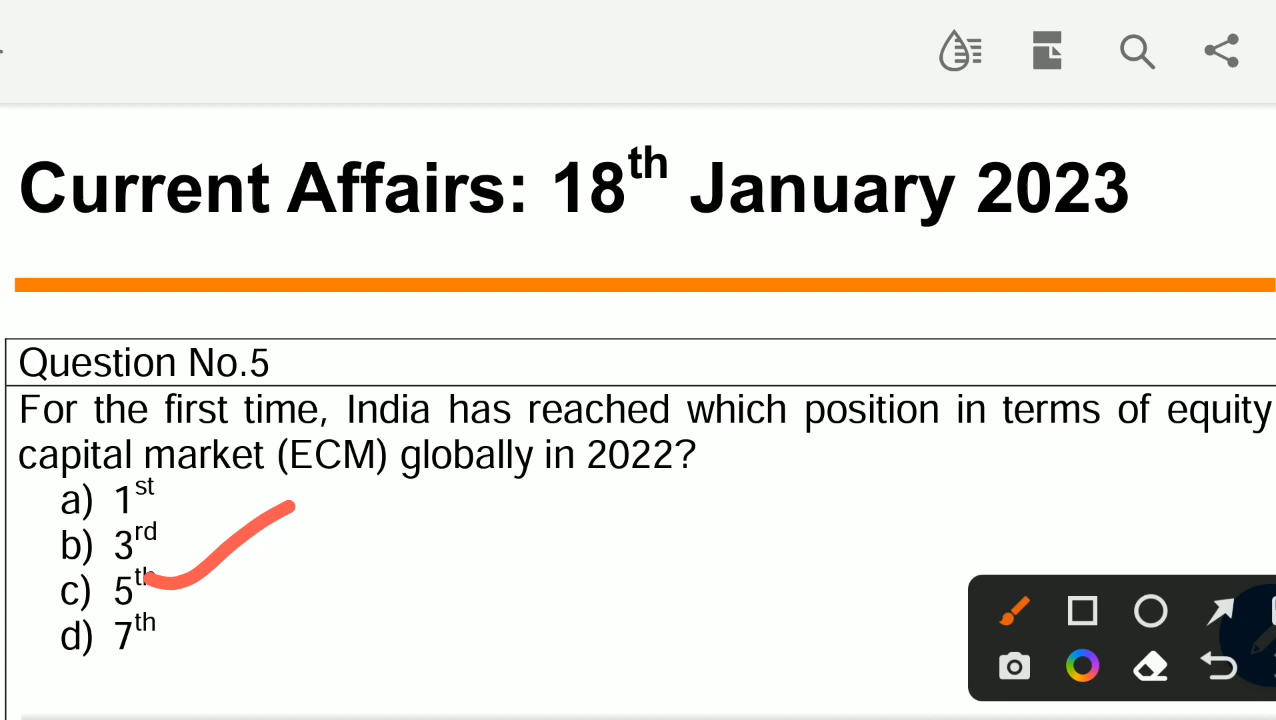 Current Affairs: 18th January 2023
Question No.5
For the first time, India has reached which position in terms of equity
capital market (ECM) globally in 2022?
a) 1st
b) 3rd
c) 5th
d) 7th